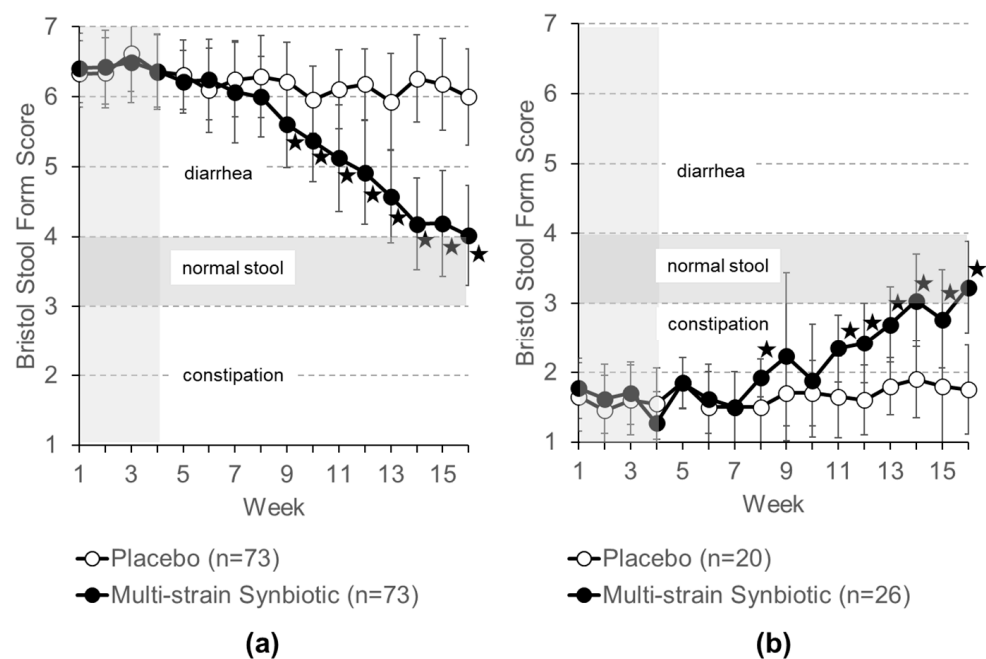 Bristol Stool Form Score
7
6
5
4
3
2
1
diarrhea
normal stool
constipation
1 3 5 7 9 11 13 15
Week
Placebo (n=73)
Multi-strain Synbiotic (n=73)
(a)
Bristol Stool Form Score
7
6
5
4
3
2
1
diarrhea
normal stool
constipation
1 3 5 7 9 11 13 15
Week
Placebo (n=20)
Multi-strain Synbiotic (n=26)
(b)